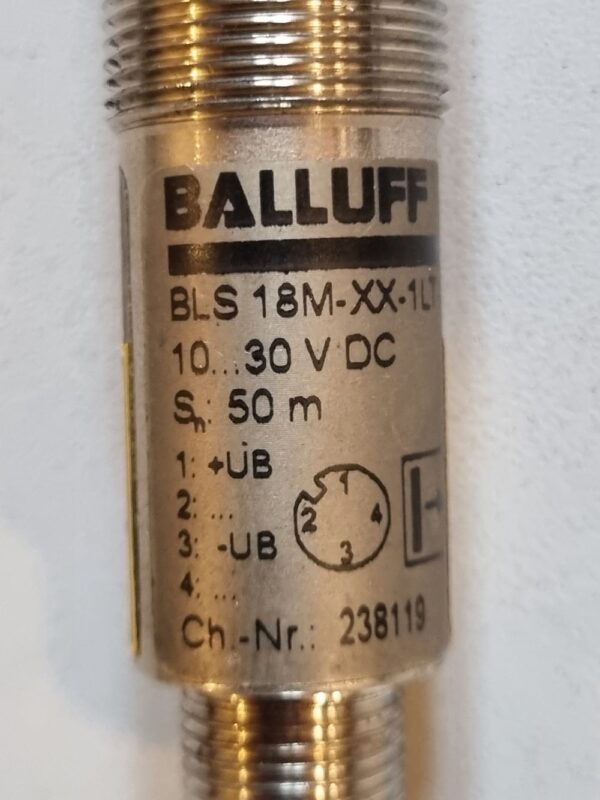 BALLUFF
BLS 18M-XX-1LT
10...30 V DC
Sn: 50 m
1: +UB
2: ...
3: -UB
4: ...
1
2 4
3
Ch.-Nr.: 238119